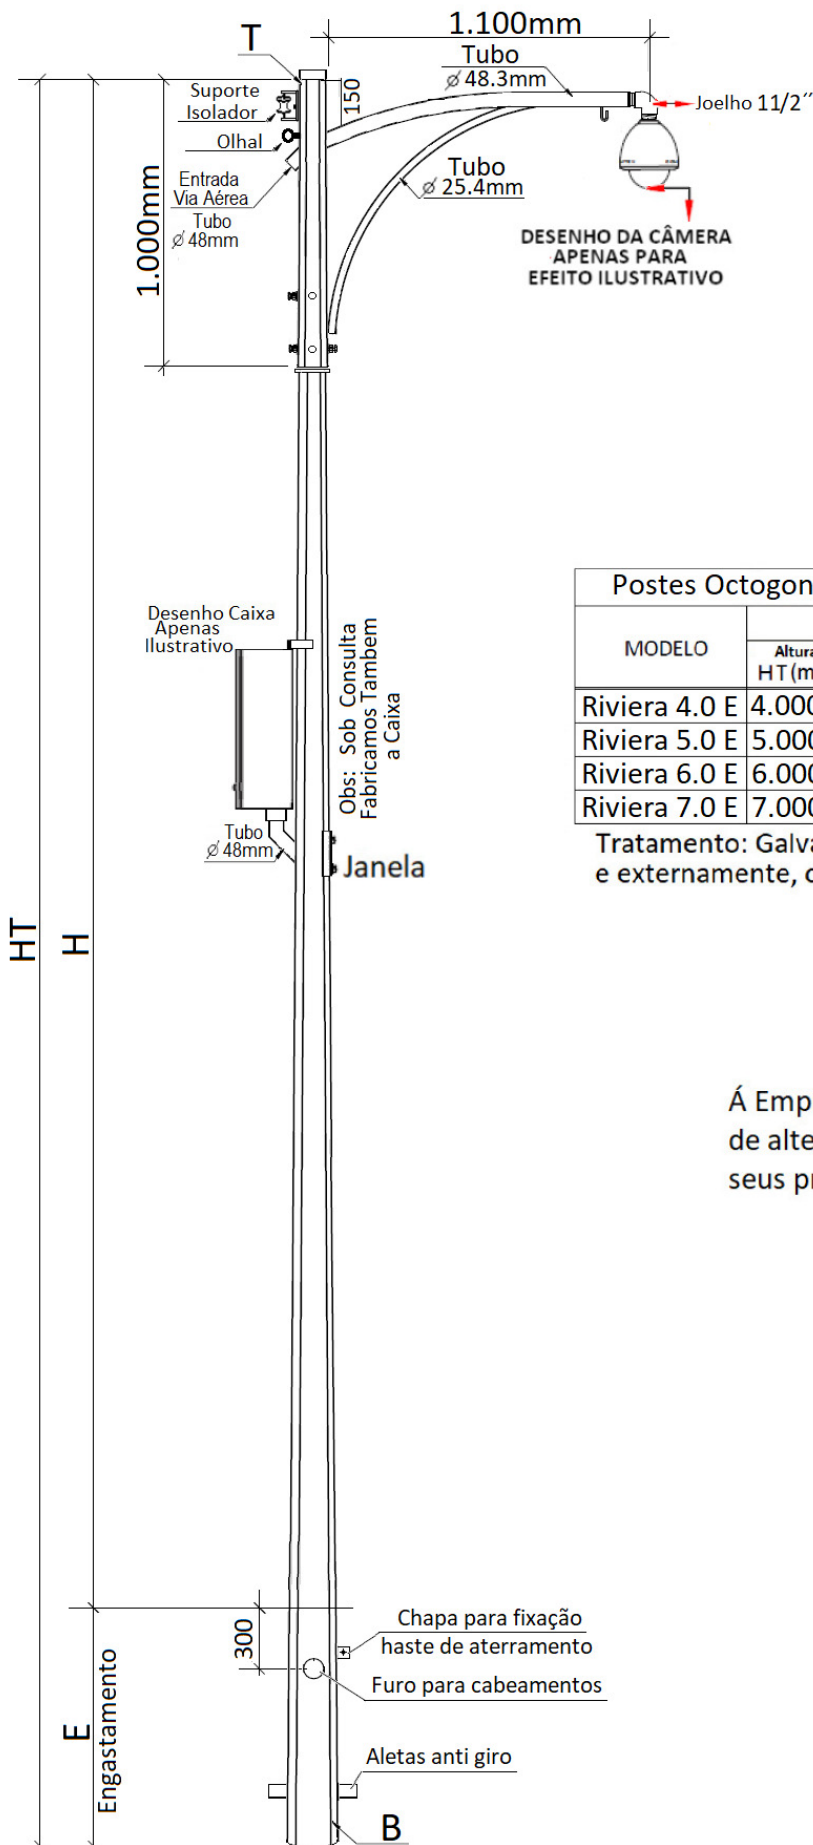 1.100mm
T
Tubo
Ø 48.3mm
Suporte
Isolador
150
Joelho 11/2´´
Olhal
Entrada
Via Aérea
Tubo
Ø 48mm
Tubo
Ø 25.4mm
1.000mm
DESENHO DA CÂMERA
APENAS PARA
EFEITO ILUSTRATIVO
Desenho Caixa
Apenas
Ilustrativo
Obs: Sob Consulta
Fabricamos Tambem
a Caixa
Tubo
Ø 48mm
Janela
Postes Octogon
MODELO
Altura
HT(m
Riviera 4.0 E 4.000
Riviera 5.0 E 5.000
Riviera 6.0 E 6.000
Riviera 7.0 E 7.000
Tratamento: Galva
e externamente, c
HT
H
Á Emp
de alte
seus pr
300
Chapa para fixação
haste de aterramento
Furo para cabeamentos
E
Engastamento
Aletas anti giro
B